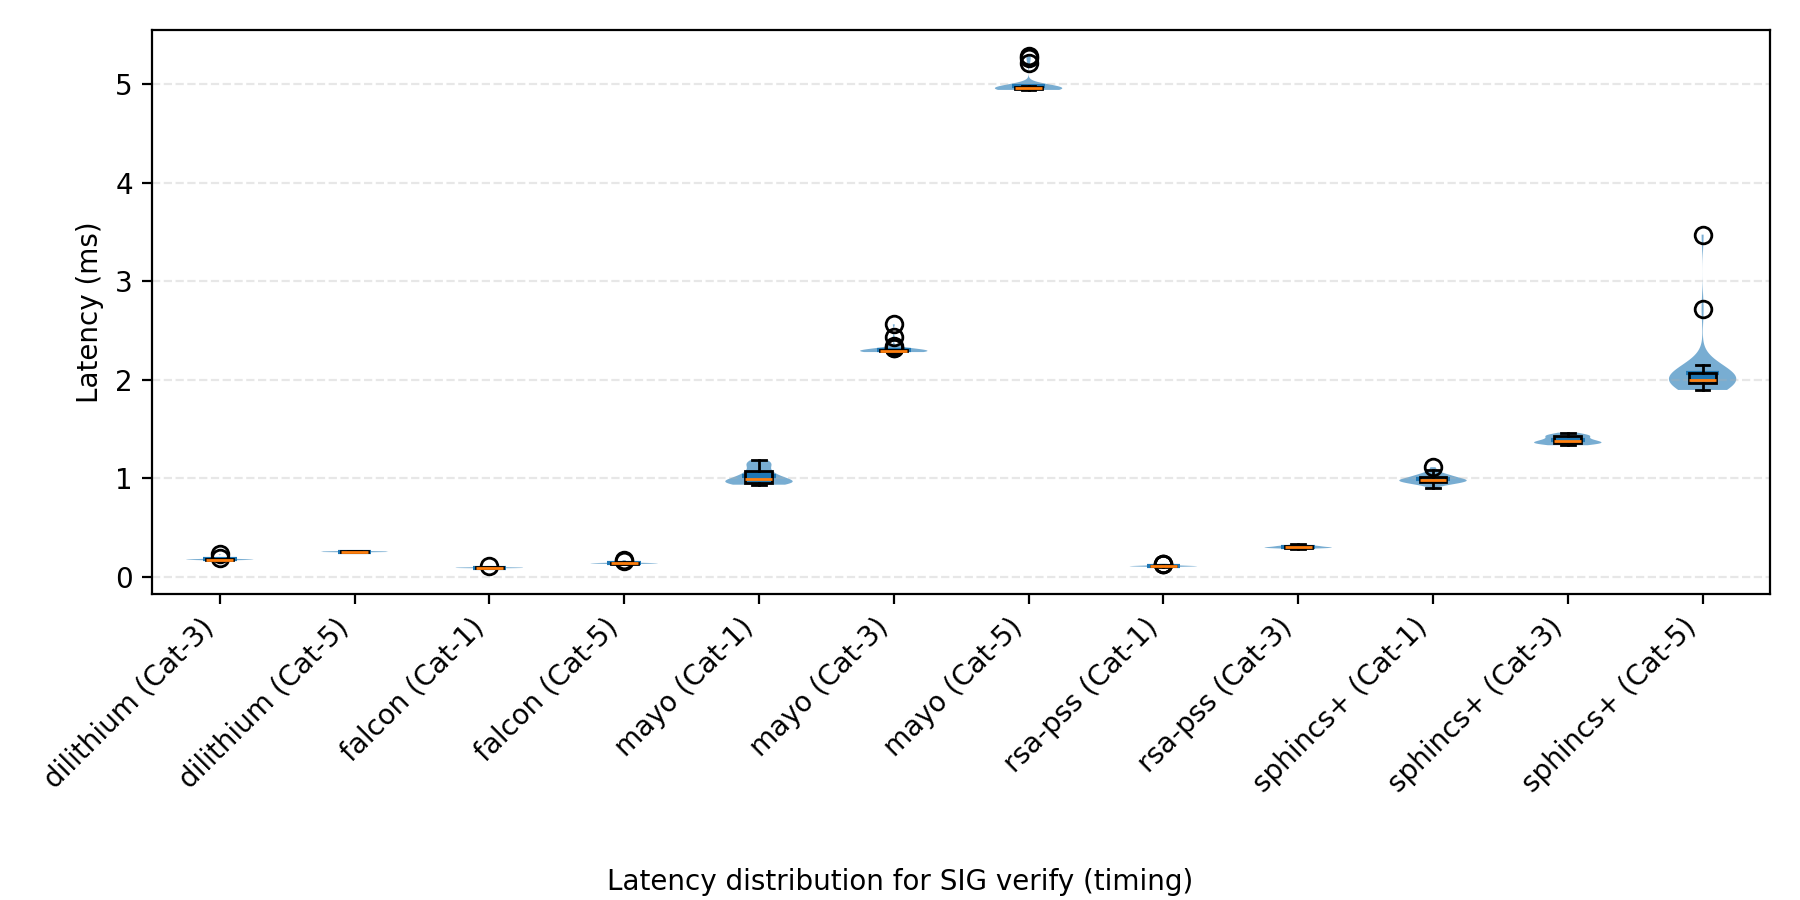 5
4
3
2
1
0
Latency (ms)
dilithium (Cat-3)
dilithium (Cat-5)
falcon (Cat-1)
falcon (Cat-5)
mayo (Cat-1)
mayo (Cat-3)
mayo (Cat-5)
rsa-pss (Cat-1)
rsa-pss (Cat-3)
sphincs+ (Cat-1)
sphincs+ (Cat-3)
sphincs+ (Cat-5)
Latency distribution for SIG verify (timing)